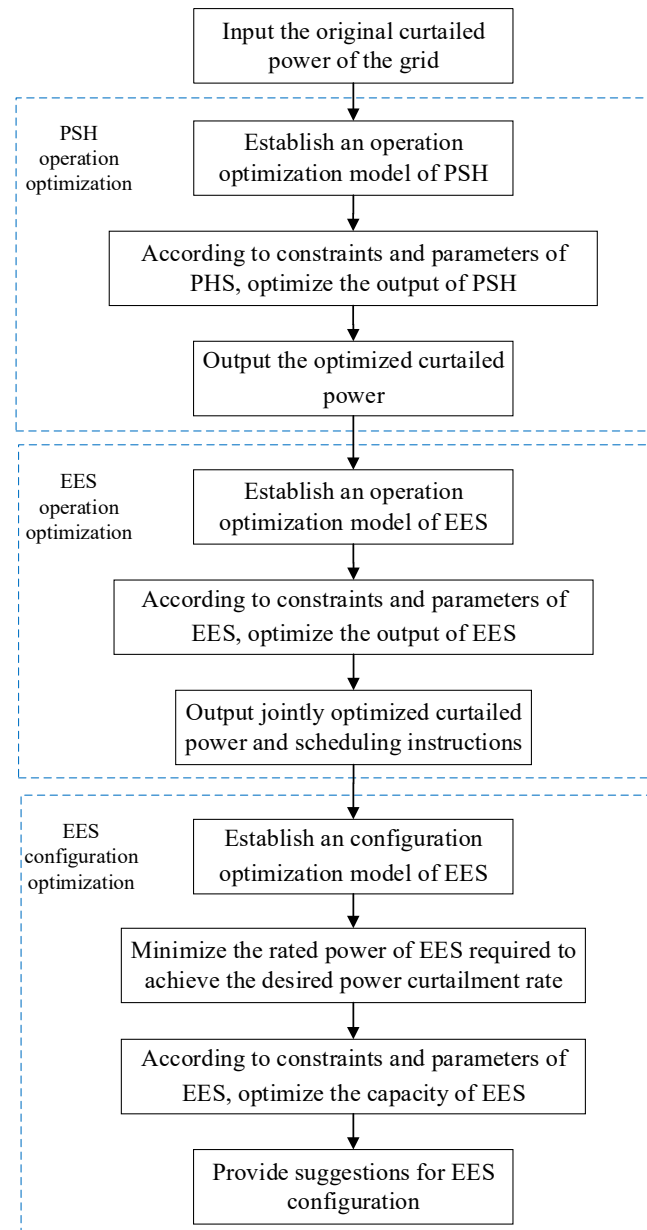 Input the original curtailed
power of the grid
PSH
operation
optimization
Establish an operation
optimization model of PSH
According to constraints and parameters of
PHS, optimize the output of PSH
Output the optimized curtailed
power
EES
operation
optimization
Establish an operation
optimization model of EES
According to constraints and parameters of
EES, optimize the output of EES
Output jointly optimized curtailed
power and scheduling instructions
EES
configuration
optimization
Establish an configuration
optimization model of EES
Minimize the rated power of EES required to
achieve the desired power curtailment rate
According to constraints and parameters of
EES, optimize the capacity of EES
Provide suggestions for EES
configuration